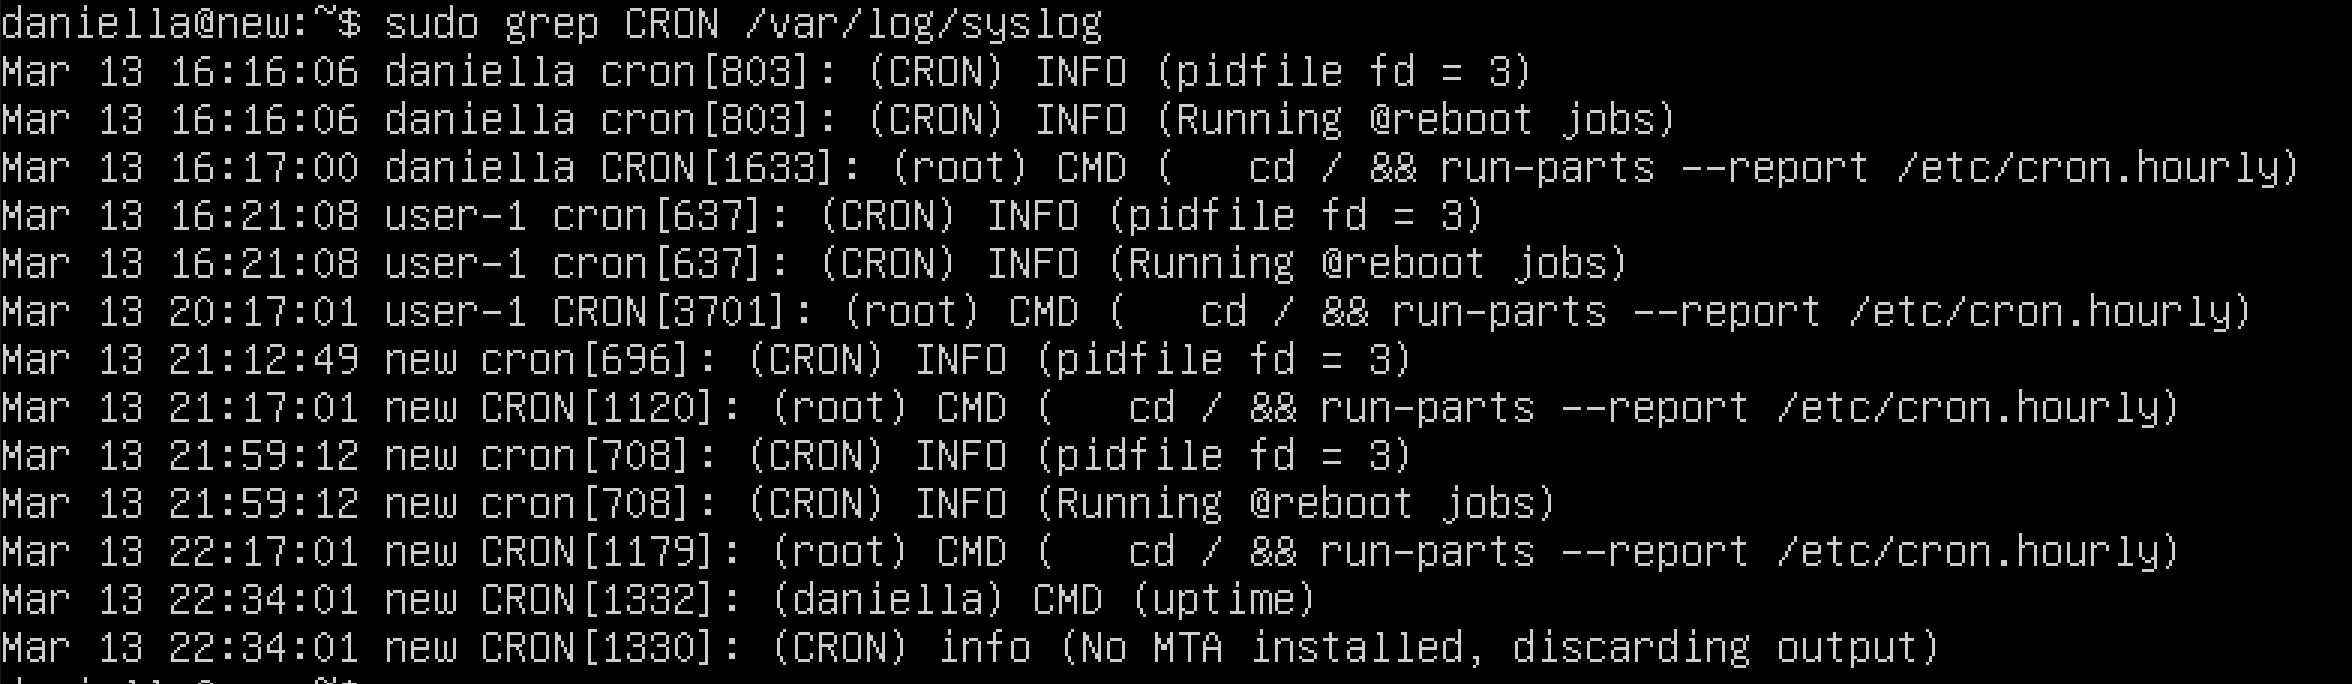 daniella@new:~$ sudo grep CRON /var/log/syslog
Mar 13 16:16:06 daniella cron[803]: (CRON) INFO (pidfile fd = 3)
Mar 13 16:16:06 daniella cron[803]: (CRON) INFO (Running @reboot jobs)
Mar 13 16:17:00 daniella CRON[1633]: (root) CMD (   cd / && run-parts --report /etc/cron.hourly)
Mar 13 16:21:08 user-1 cron[637]: (CRON) INFO (pidfile fd = 3)
Mar 13 16:21:08 user-1 cron[637]: (CRON) INFO (Running @reboot jobs)
Mar 13 20:17:01 user-1 CRON[3701]: (root) CMD (   cd / && run-parts --report /etc/cron.hourly)
Mar 13 21:12:49 new cron[696]: (CRON) INFO (pidfile fd = 3)
Mar 13 21:17:01 new CRON[1120]: (root) CMD (   cd / && run-parts --report /etc/cron.hourly)
Mar 13 21:59:12 new cron[708]: (CRON) INFO (pidfile fd = 3)
Mar 13 21:59:12 new cron[708]: (CRON) INFO (Running @reboot jobs)
Mar 13 22:17:01 new CRON[1179]: (root) CMD (   cd / && run-parts --report /etc/cron.hourly)
Mar 13 22:34:01 new CRON[1332]: (daniella) CMD (uptime)
Mar 13 22:34:01 new CRON[1330]: (CRON) info (No MTA installed, discarding output)